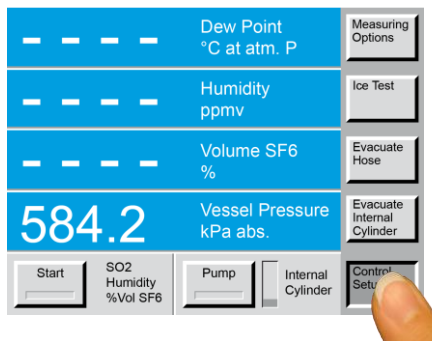 – – – –
Dew Point
°C at atm. P
– – – –
Humidity
ppmv
– – – –
Volume SF6
%
584.2
Vessel Pressure
kPa abs.
Measuring
Options
Ice Test
Evacuate
Hose
Evacuate
Internal
Cylinder
Control
Start
SO2
Humidity
%Vol SF6
Pump
Internal
Cylinder